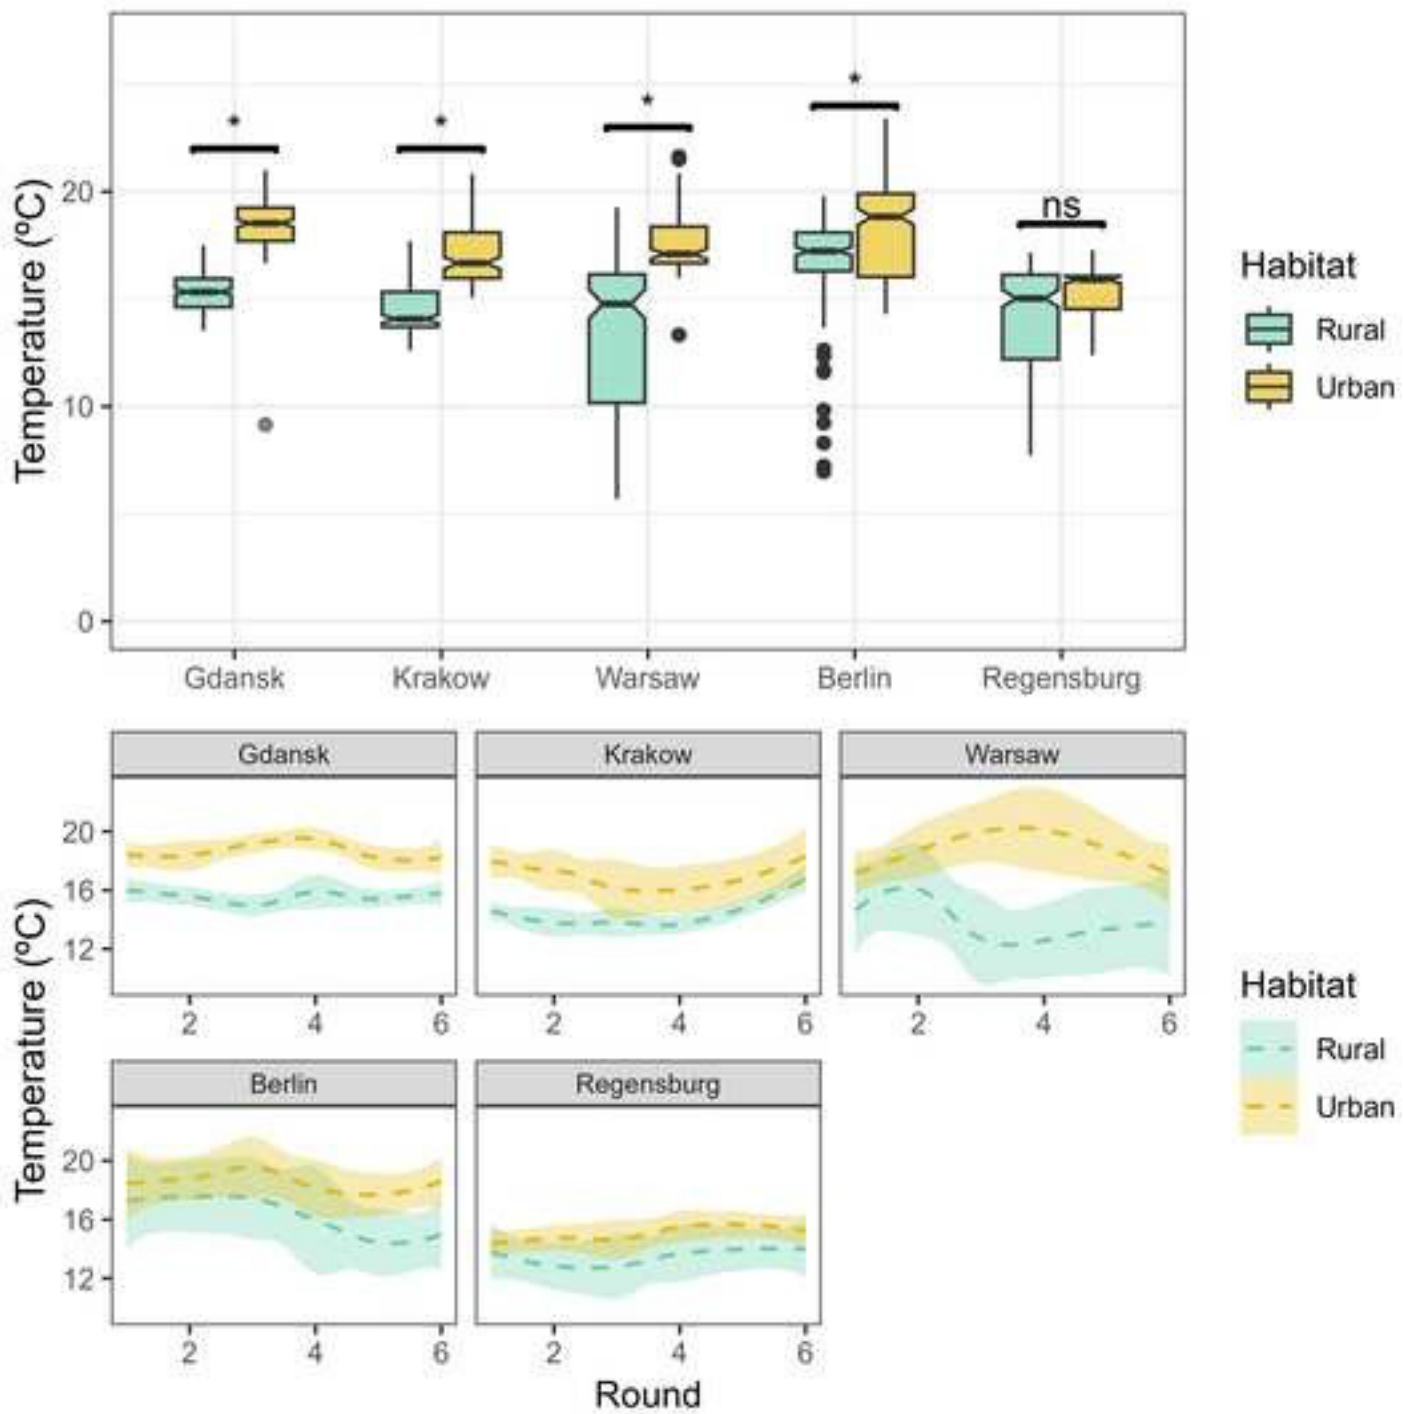 Temperature (ºC)
20
10
0
*
*
*
*
ns
Gdansk
Krakow
Warsaw
Berlin
Regensburg
Habitat
Rural
Urban
Temperature (ºC)
Gdansk
Krakow
Warsaw
20
16
12
2
4
6
2
4
6
2
4
6
Berlin
Regensburg
20
16
12
2
4
6
2
4
6
Round
Habitat
Rural
Urban